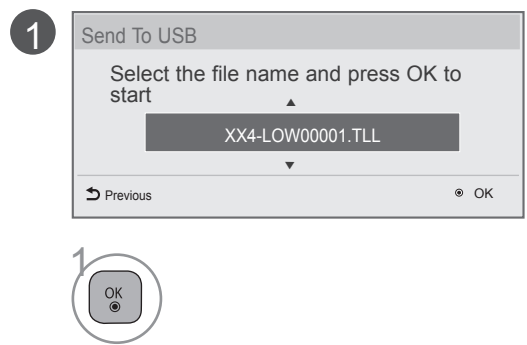 1
Send To USB
Select the file name and press OK to
start
XX4-LOW00001.TLL
Previous
OK
1
OK